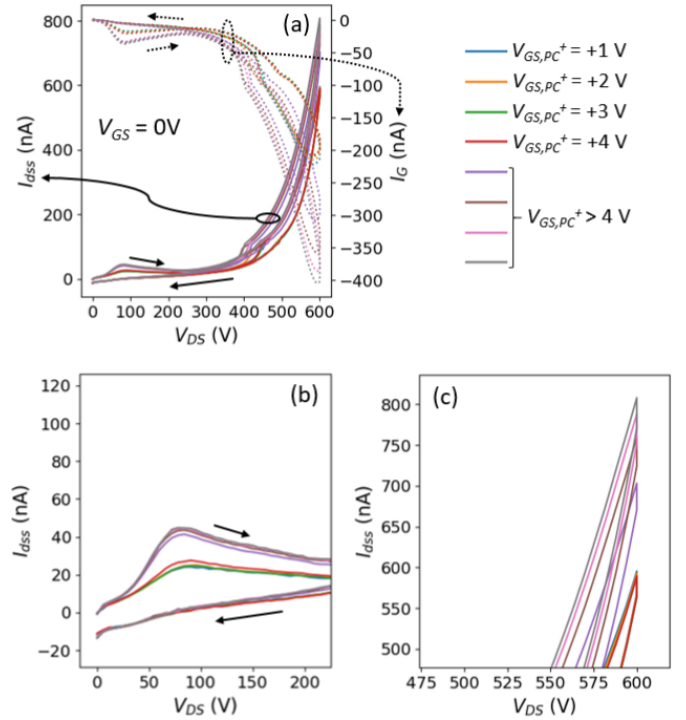 (a)
800
600
400
200
0
I_dss (nA)
V_GS = 0V
0
−50
−100
−150
−200
−250
−300
−350
−400
I_G (nA)
0 100 200 300 400 500 600
V_DS (V)
V_GS,PC⁺ = +1 V
V_GS,PC⁺ = +2 V
V_GS,PC⁺ = +3 V
V_GS,PC⁺ = +4 V
V_GS,PC⁺ > 4 V
(b)
120
100
80
60
40
20
0
−20
I_dss (nA)
0 50 100 150 200
V_DS (V)
(c)
800
750
700
650
600
550
500
I_dss (nA)
475 500 525 550 575 600
V_DS (V)